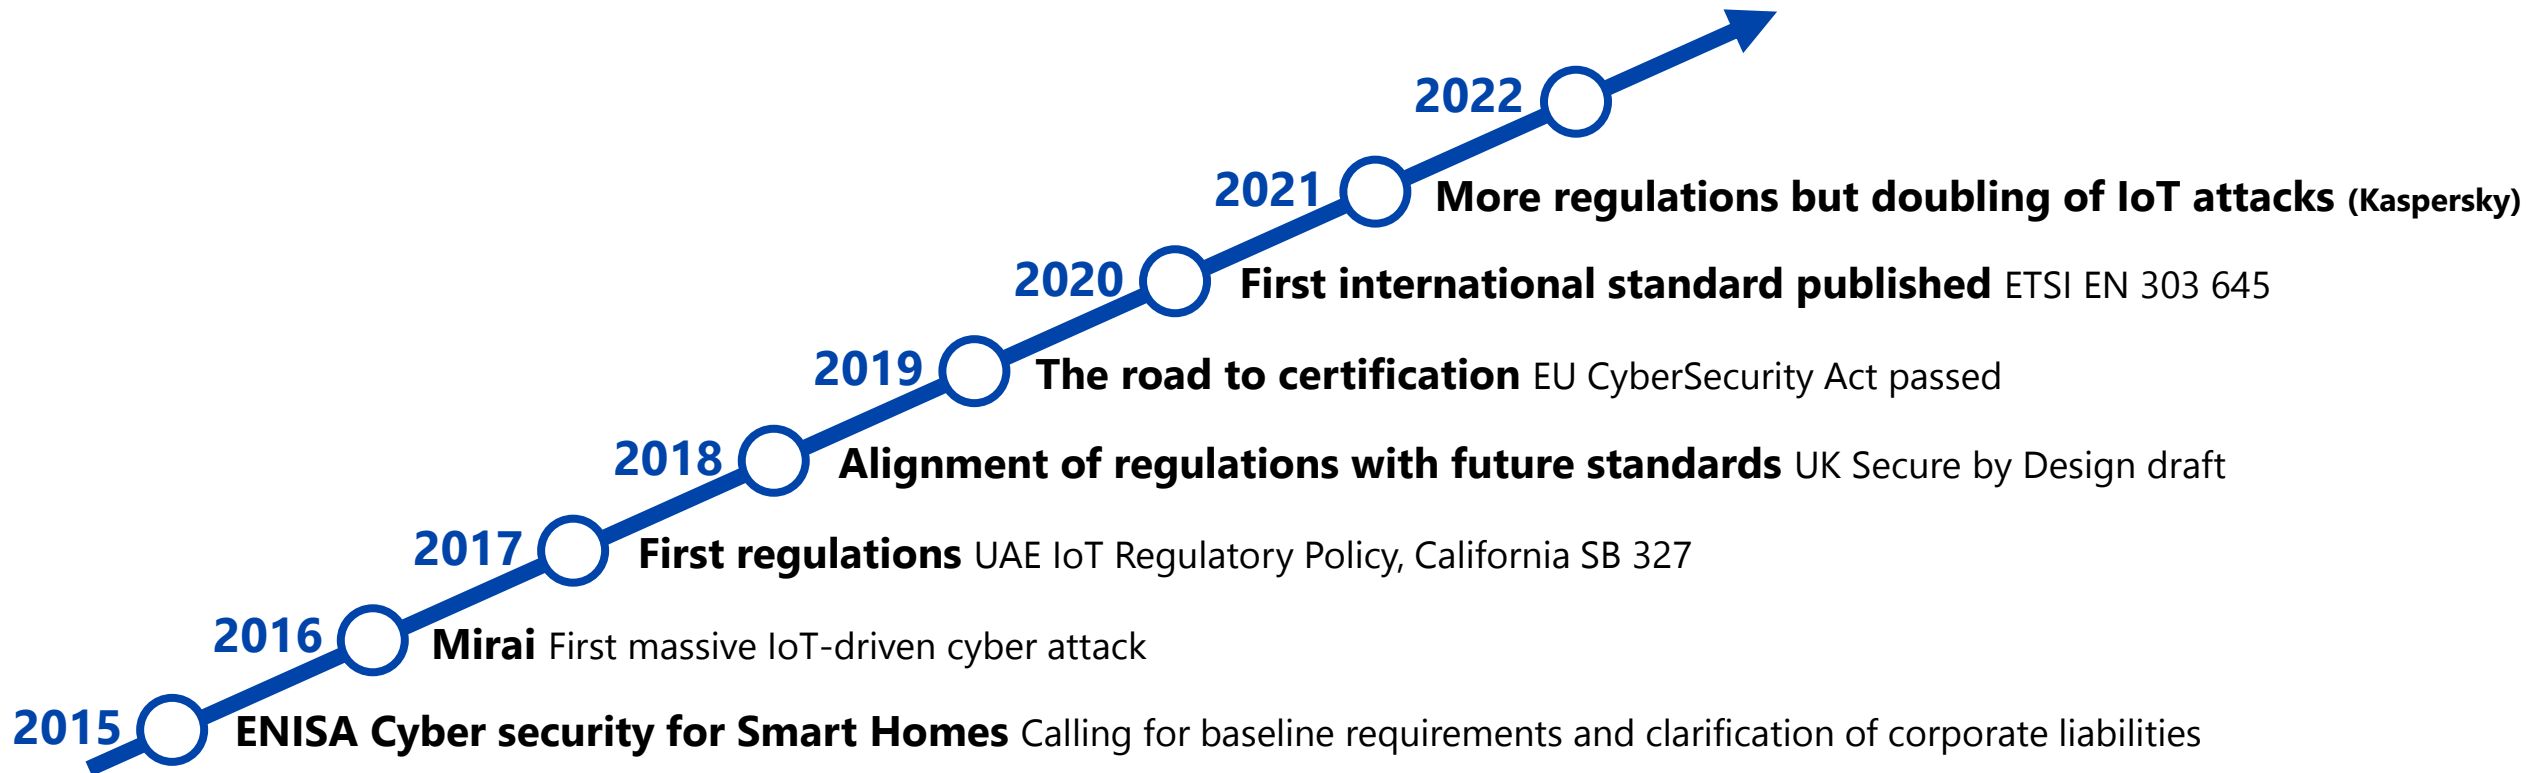 2022
2021 More regulations but doubling of IoT attacks (Kaspersky)
2020 First international standard published ETSI EN 303 645
2019 The road to certification EU CyberSecurity Act passed
2018 Alignment of regulations with future standards UK Secure by Design draft
2017 First regulations UAE IoT Regulatory Policy, California SB 327
2016 Mirai First massive IoT-driven cyber attack
2015 ENISA Cyber security for Smart Homes Calling for baseline requirements and clarification of corporate liabilities